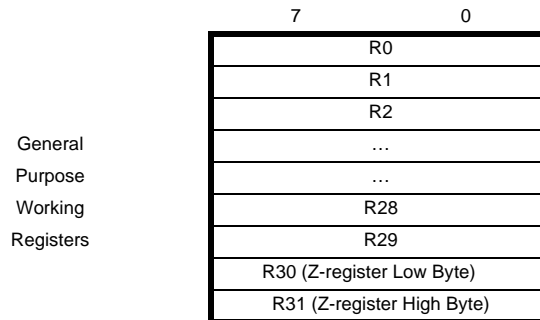 7 0
R0
R1
R2
General …
Purpose …
Working R28
Registers R29
R30 (Z-register Low Byte)
R31 (Z-register High Byte)